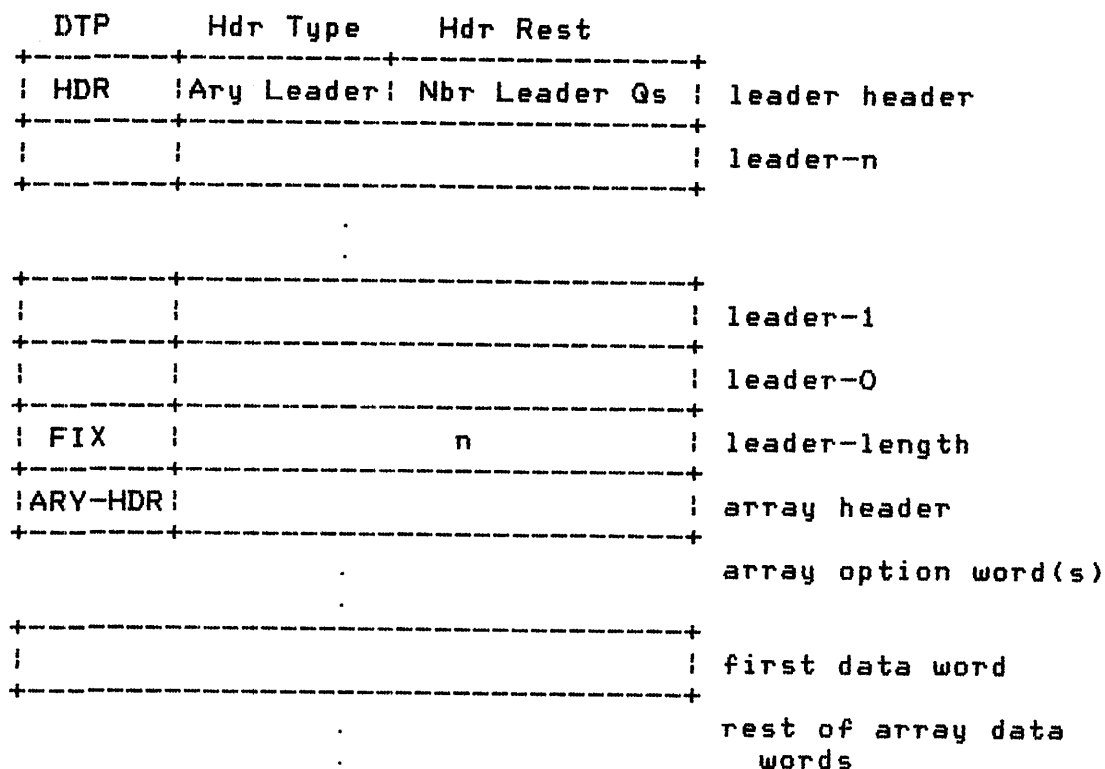 DTP Hdr Type Hdr Rest
HDR Ary Leader Nbr Leader Qs leader header
leader-n
leader-1
leader-0
FIX n leader-length
ARY-HDR array header
array option word(s)
first data word
rest of array data
words